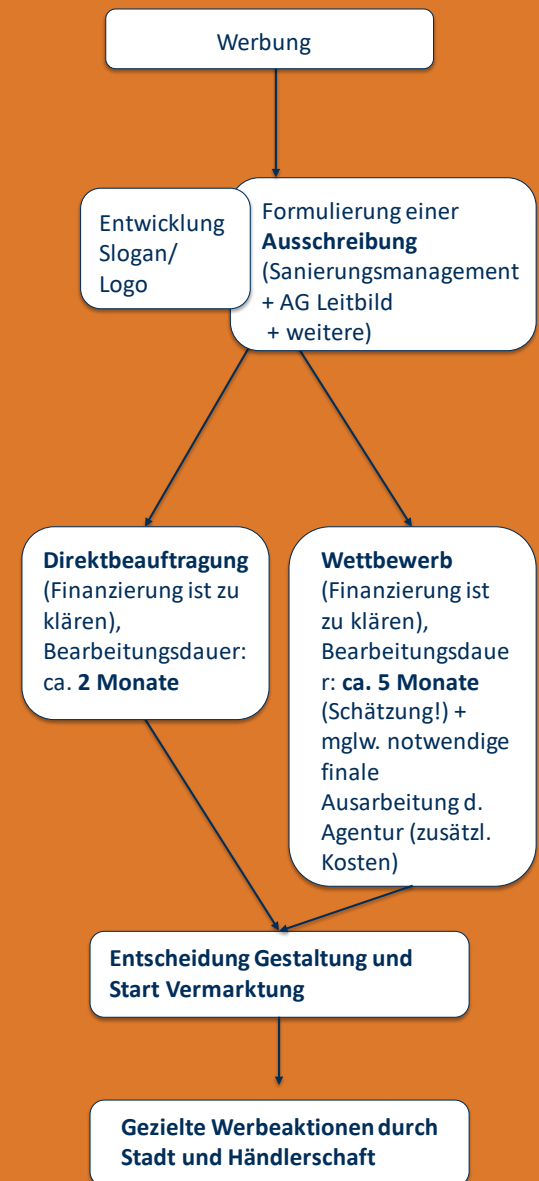 Werbung
Entwicklung
Slogan/
Logo
Formulierung einer
Ausschreibung
(Sanierungsmanagement
+ AG Leitbild
+ weitere)
Direktbeauftragung
(Finanzierung ist zu
klären),
Bearbeitungsdauer:
ca. 2 Monate
Wettbewerb
(Finanzierung ist
zu klären),
Bearbeitungsdaue
r: ca. 5 Monate
(Schätzung!) +
mglw. notwendige
finale
Ausarbeitung d.
Agentur (zusätzl.
Kosten)
Entscheidung Gestaltung und
Start Vermarktung
Gezielte Werbeaktionen durch
Stadt und Händlerschaft